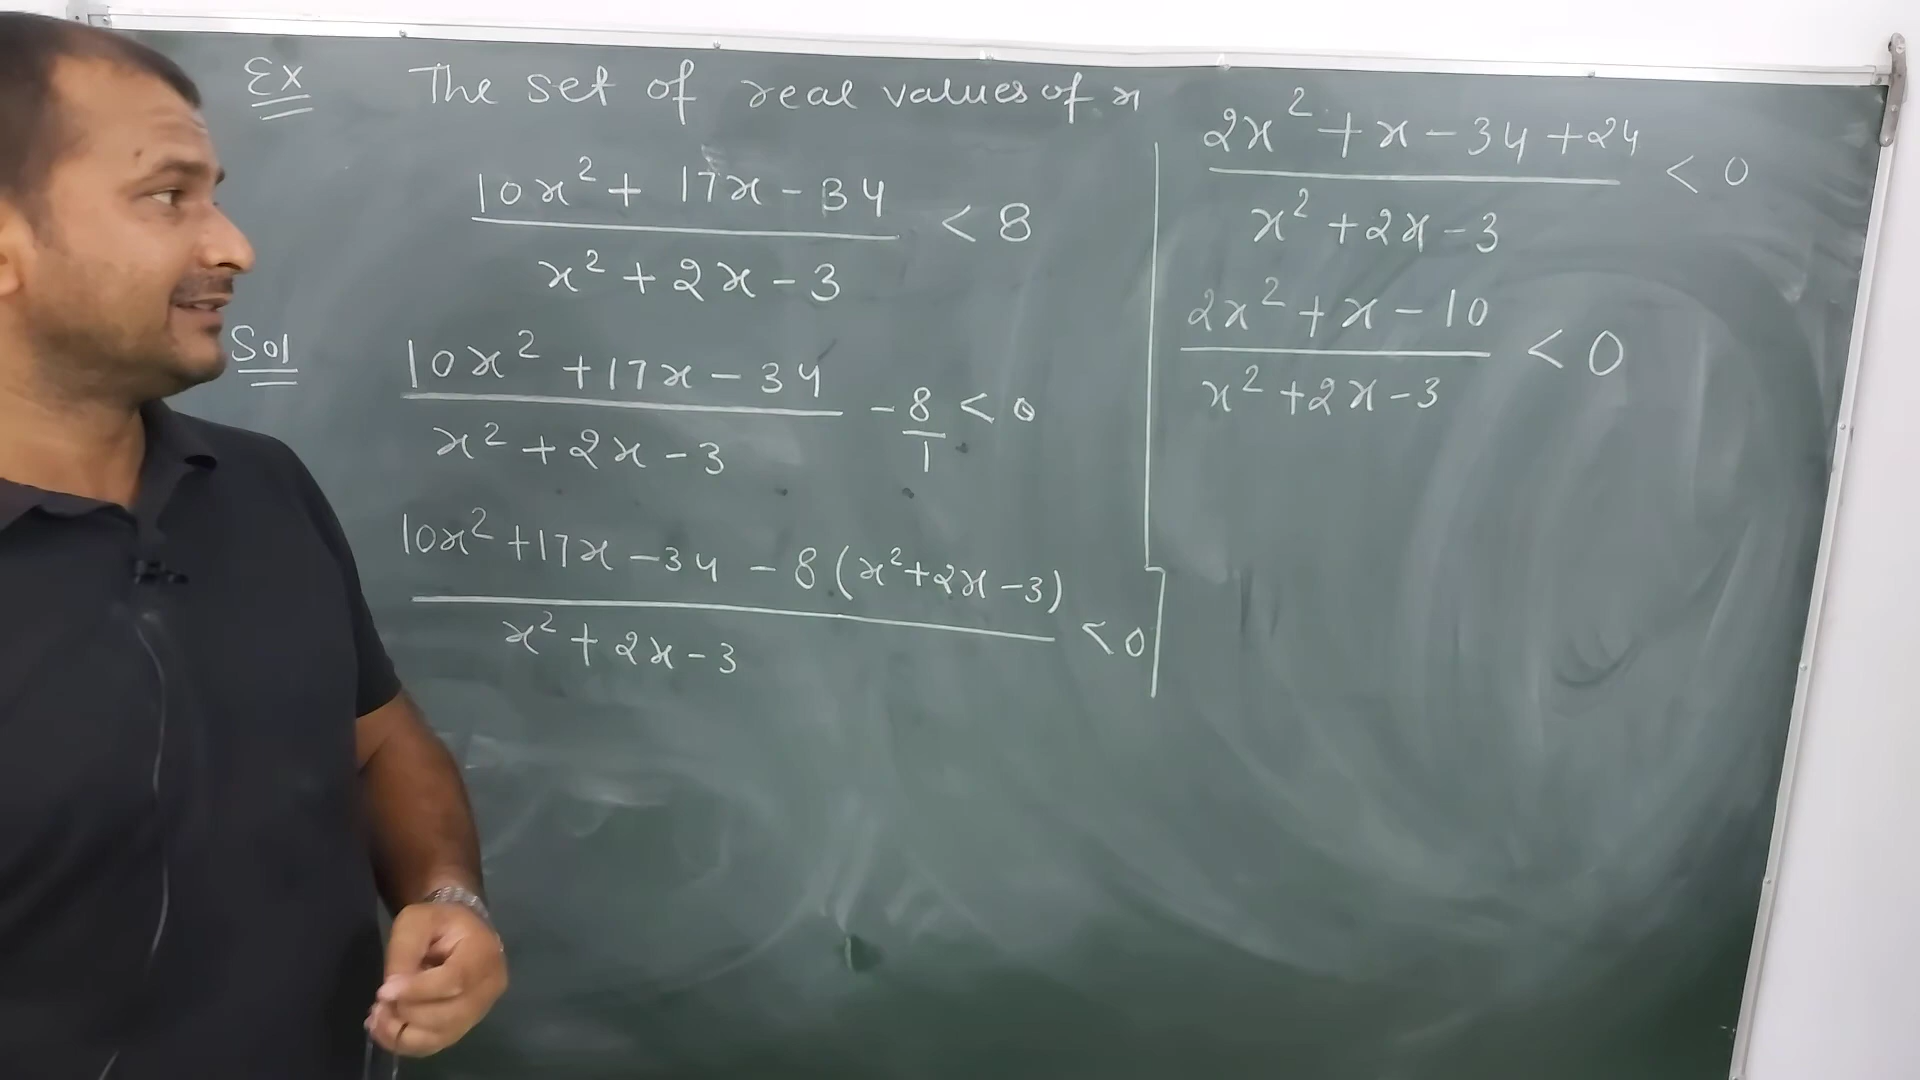 Ex The set of real values of x
10x² + 17x - 34
< 8
x² + 2x - 3
Sol 10x² + 17x - 34
- 8/1 < 0
x² + 2x - 3
10x² + 17x - 34 - 8(x² + 2x - 3)
< 0
x² + 2x - 3
2x² + x - 34 + 24
< 0
x² + 2x - 3
2x² + x - 10
< 0
x² + 2x - 3